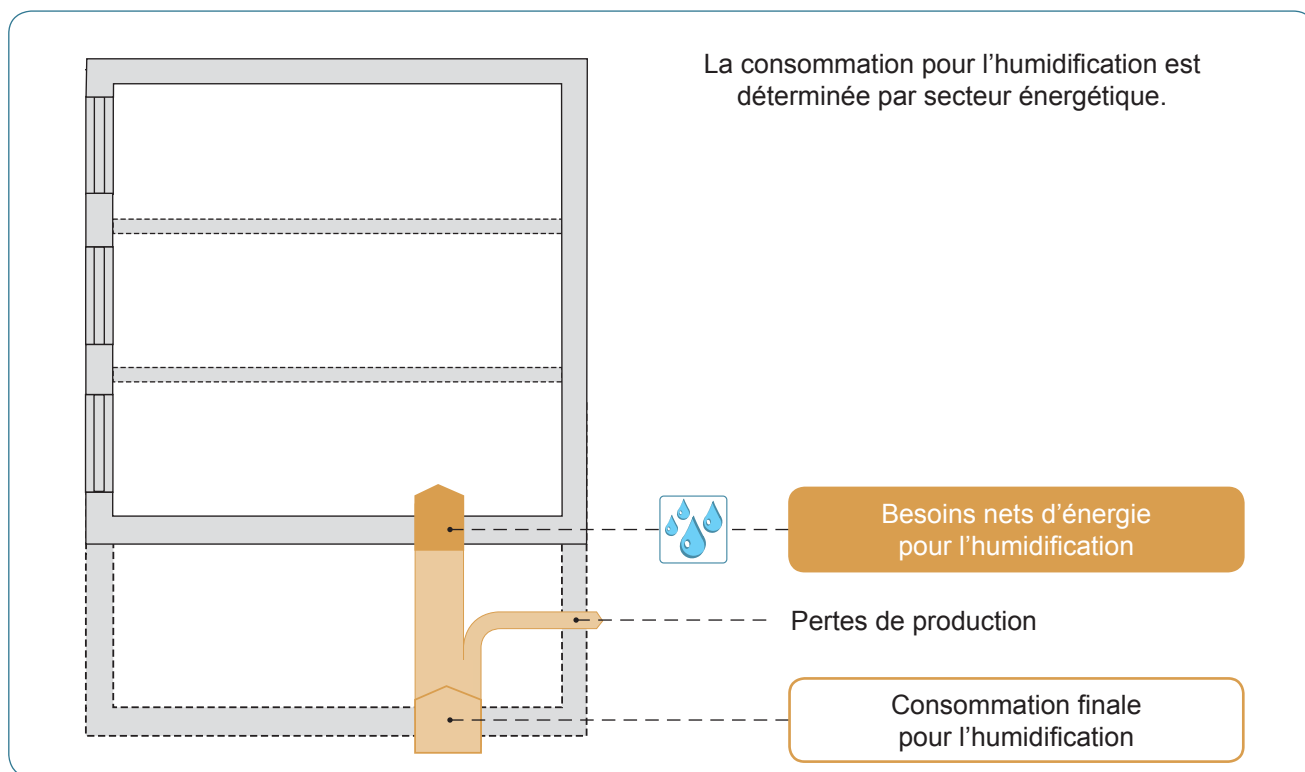 La consommation pour l’humidification est
déterminée par secteur énergétique.
Besoins nets d’énergie
pour l’humidification
Pertes de production
Consommation finale
pour l’humidification